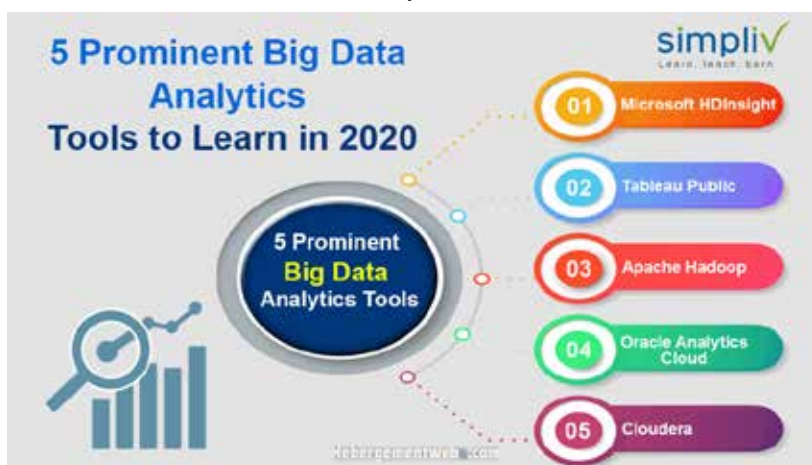 5 Prominent Big Data
Analytics
Tools to Learn in 2020
simpliv
Learn. teach. earn
5 Prominent
Big Data
Analytics Tools
01
Microsoft HDInsight
02
Tableau Public
03
Apache Hadoop
04
Oracle Analytics
Cloud
05
Cloudera